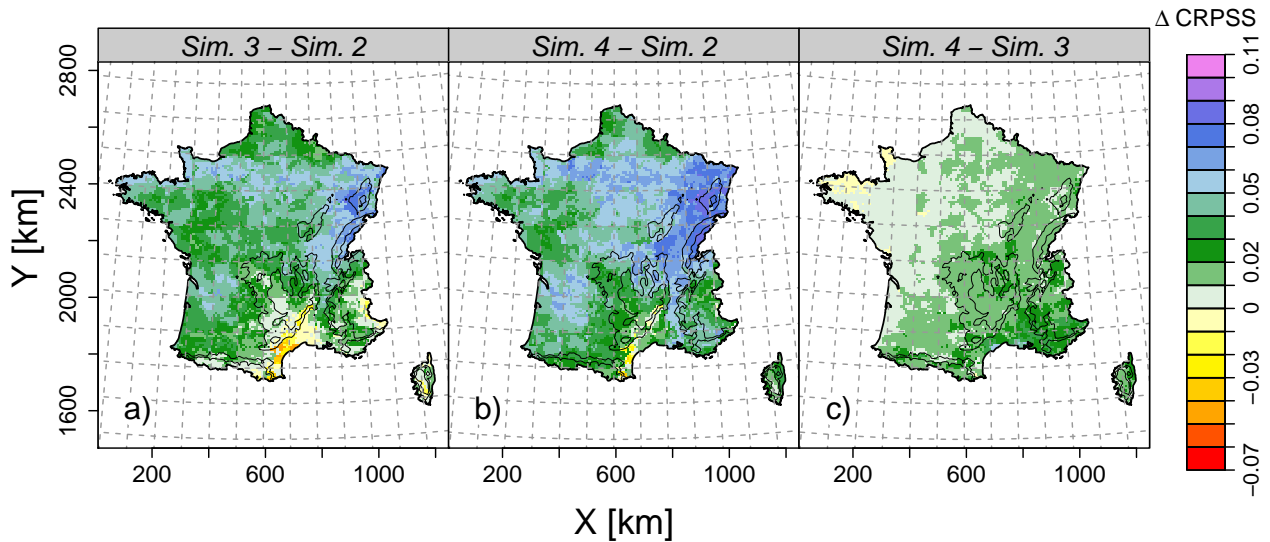 Δ CRPSS
Sim. 3 − Sim. 2
Sim. 4 − Sim. 2
Sim. 4 − Sim. 3
Y [km]
2800
2400
2000
1600
a)
b)
c)
200 600 1000
200 600 1000
200 600 1000
X [km]
0.11
0.08
0.05
0.02
0
−0.03
−0.07